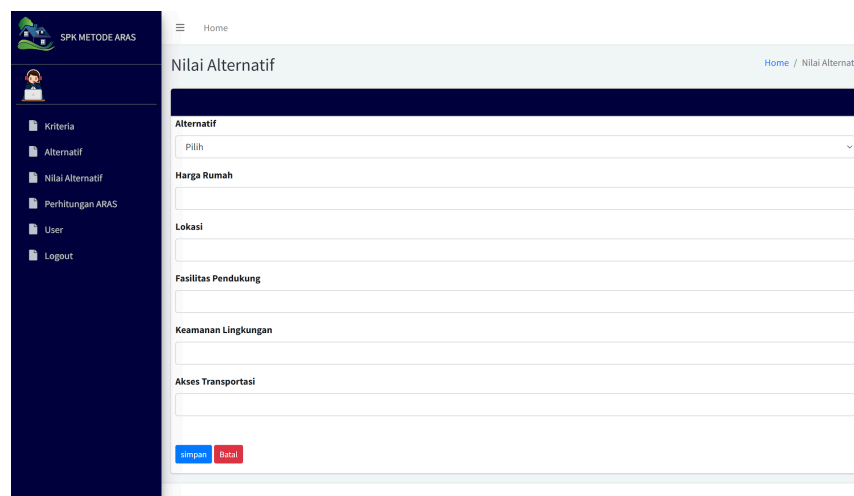 SPK METODE ARAS
Home
Nilai Alternatif
Home / Nilai Alternat
Kriteria
Alternatif
Nilai Alternatif
Perhitungan ARAS
User
Logout
Alternatif
Pilih
Harga Rumah
Lokasi
Fasilitas Pendukung
Keamanan Lingkungan
Akses Transportasi
simpan Batal